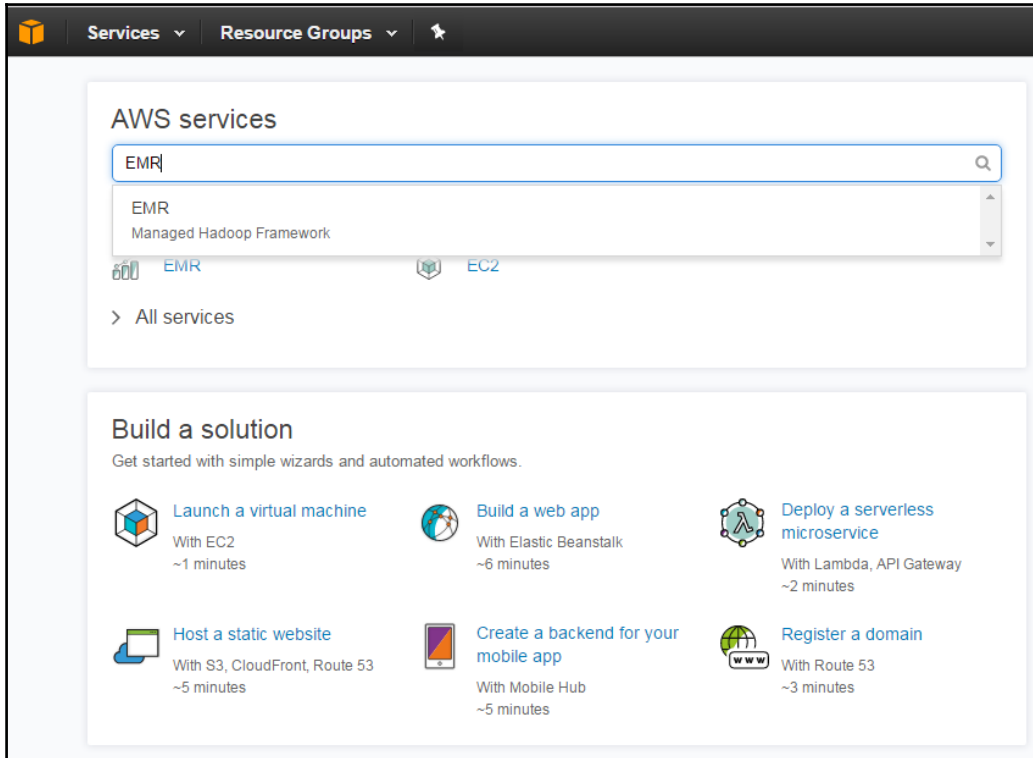 Services
Resource Groups
AWS services
EMR
EMR
Managed Hadoop Framework
EMR
EC2
All services
Build a solution
Get started with simple wizards and automated workflows.
Launch a virtual machine
With EC2
~1 minutes
Build a web app
With Elastic Beanstalk
~6 minutes
Deploy a serverless
microservice
With Lambda, API Gateway
~2 minutes
Host a static website
With S3, CloudFront, Route 53
~5 minutes
Create a backend for your
mobile app
With Mobile Hub
~5 minutes
WWW
Register a domain
With Route 53
~3 minutes